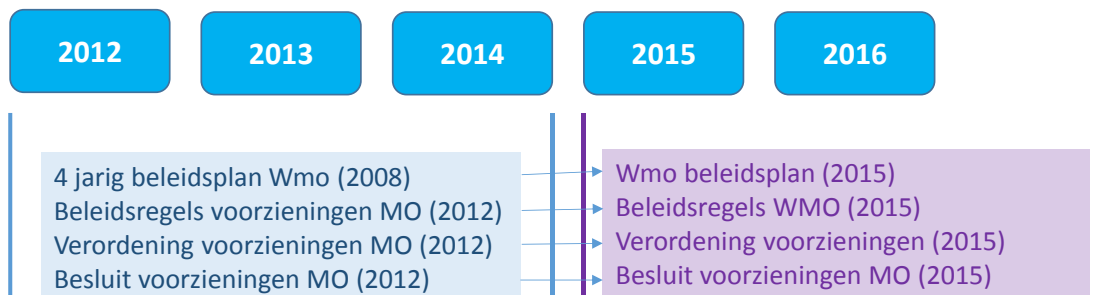 2012
2013
2014
2015
2016
4 jarig beleidsplan Wmo (2008)
Beleidsregels voorzieningen MO (2012)
Verordening voorzieningen MO (2012)
Besluit voorzieningen MO (2012)
Wmo beleidsplan (2015)
Beleidsregels WMO (2015)
Verordening voorzieningen (2015)
Besluit voorzieningen MO (2015)